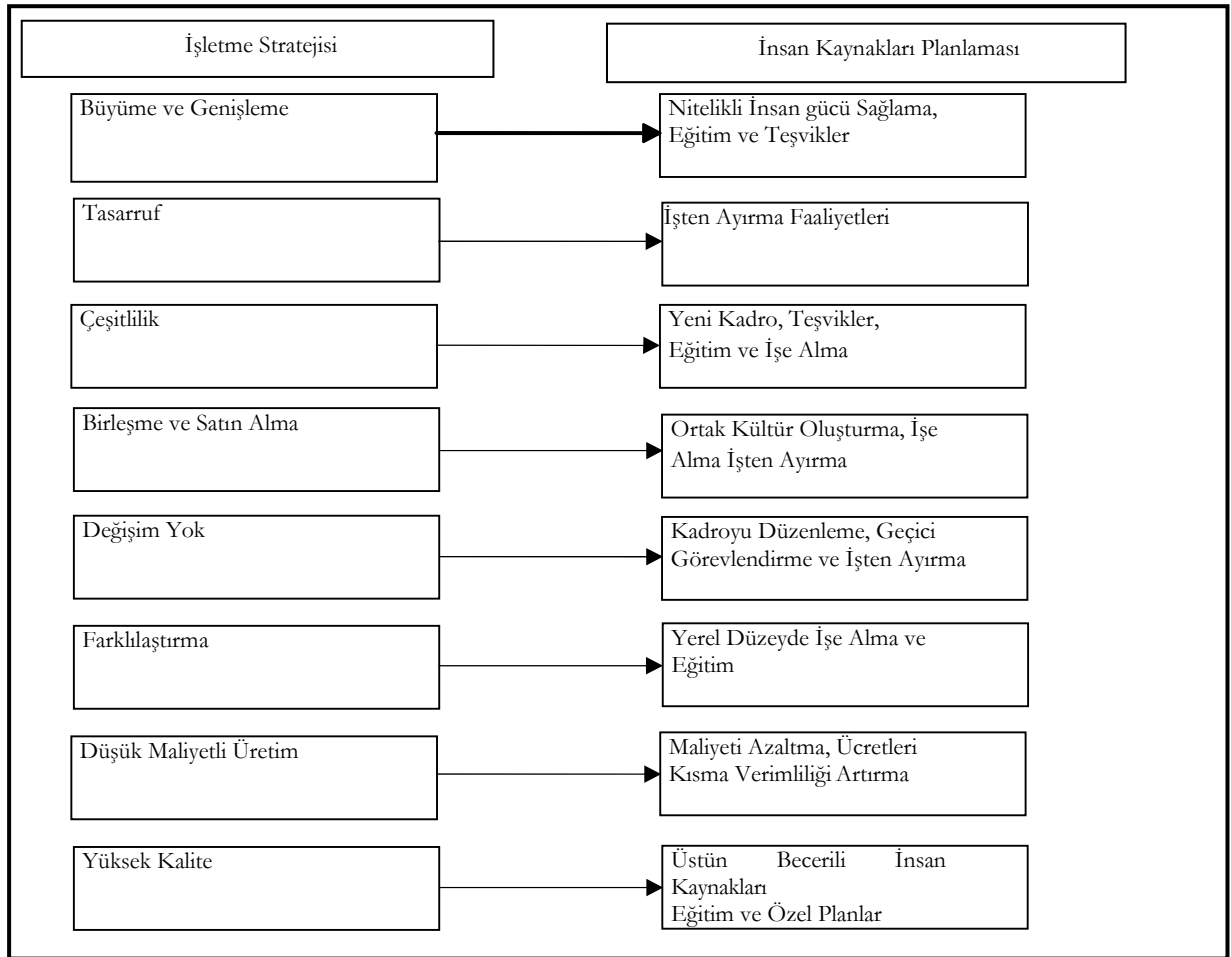 İşletme Stratejisi
İnsan Kaynakları Planlaması
Büyüme ve Genişleme
Nitelikli İnsan gücü Sağlama,
Eğitim ve Teşvikler
Tasarruf
İşten Ayırma Faaliyetleri
Çeşitlilik
Yeni Kadro, Teşvikler,
Eğitim ve İşe Alma
Birleşme ve Satın Alma
Ortak Kültür Oluşturma, İşe
Alma İşten Ayırma
Değişim Yok
Kadroyu Düzenleme, Geçici
Görevlendirme ve İşten Ayırma
Farklılaştırma
Yerel Düzeyde İşe Alma ve
Eğitim
Düşük Maliyetli Üretim
Maliyeti Azaltma, Ücretleri
Kısma Verimliliği Artırma
Yüksek Kalite
Üstün Becerili İnsan
Kaynakları
Eğitim ve Özel Planlar